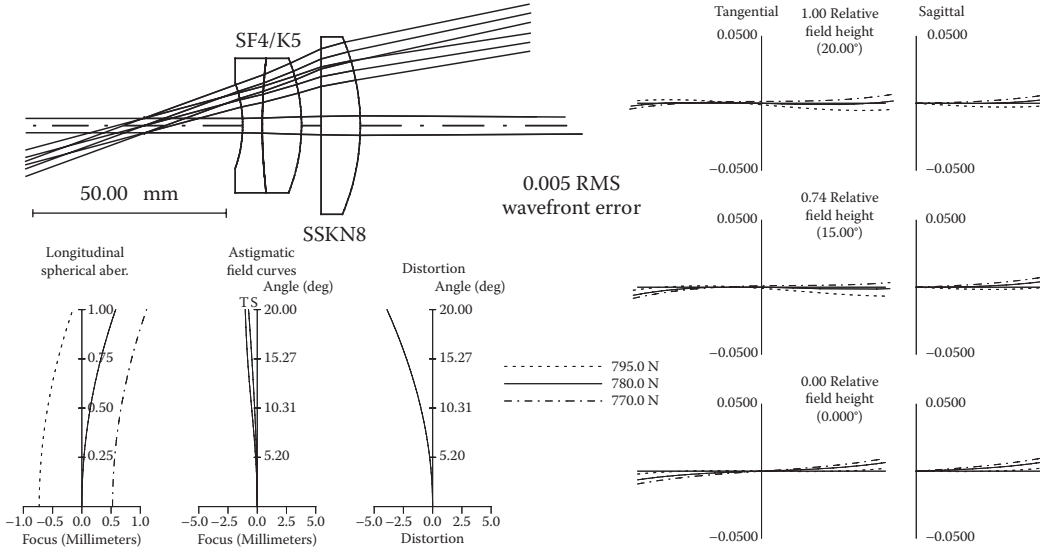 SF4/K5
50.00 mm
SSKN8
0.005 RMS
wavefront error
Longitudinal
spherical aber.
1.00
0.75
0.50
0.25
−1.0 −0.5 0.0 0.5 1.0
Focus (Millimeters)
Astigmatic
field curves
Angle (deg)
T S
20.00
15.27
10.31
5.20
−5.0 −2.5 0.0 2.5 5.0
Focus (Millimeters)
Distortion
Angle (deg)
20.00
15.27
10.31
5.20
−5.0 −2.5 0.0 2.5 5.0
Distortion
795.0 N
780.0 N
770.0 N
Tangential
1.00 Relative
field height
(20.00°)
Sagittal
0.0500
0.0500
−0.0500
−0.0500
0.74 Relative
field height
(15.00°)
0.0500
0.0500
−0.0500
−0.0500
0.00 Relative
field height
(0.000°)
0.0500
0.0500
−0.0500
−0.0500